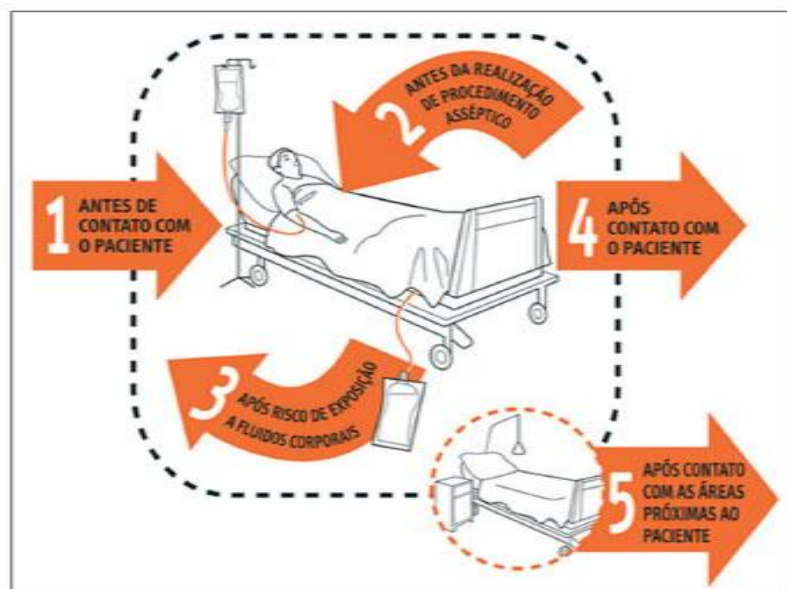 1
ANTES DE
CONTATO COM
O PACIENTE
2
ANTES DA REALIZAÇÃO
DE PROCEDIMENTO
ASSÉPTICO
3
APÓS RISCO DE EXPOSIÇÃO
A FLUIDOS CORPORAIS
4
APÓS
CONTATO COM
O PACIENTE
5
APÓS CONTATO
COM AS ÁREAS
PRÓXIMAS AO
PACIENTE